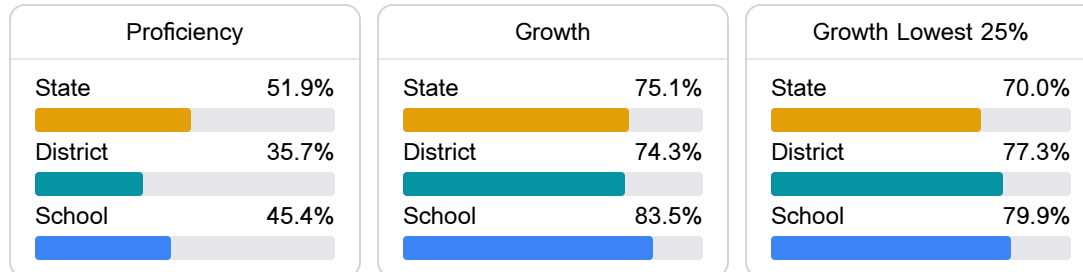 Proficiency
State 51.9%
District 35.7%
School 45.4%
Growth
State 75.1%
District 74.3%
School 83.5%
Growth Lowest 25%
State 70.0%
District 77.3%
School 79.9%